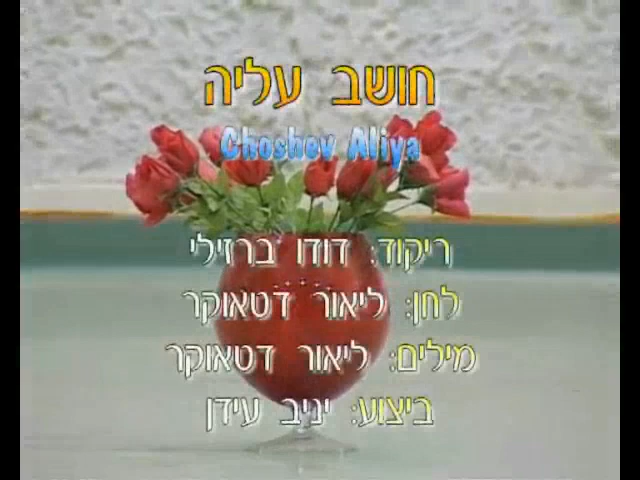 חושב עליה
Choshev Aliya
ריקוד: דודו ברזילי
לחן: ליאור דטאוקר
מילים: ליאור דטאוקר
ביצוע: יניב עידן